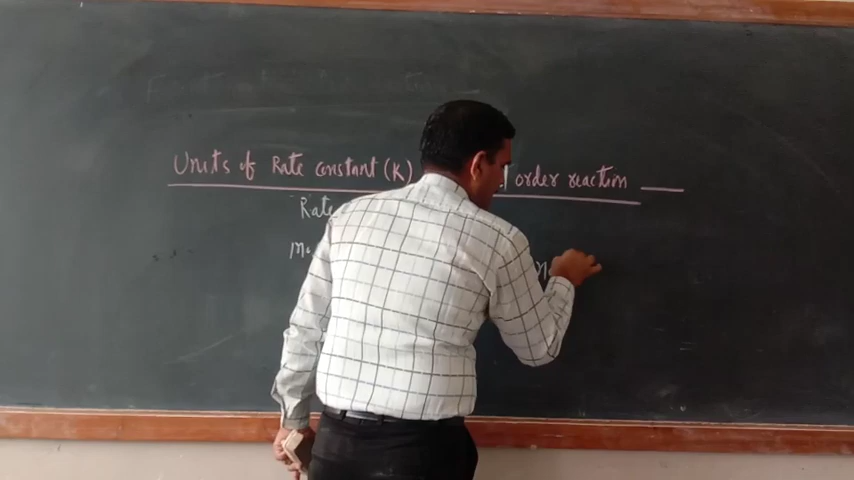 Units of Rate constant (K) order reaction
Rate